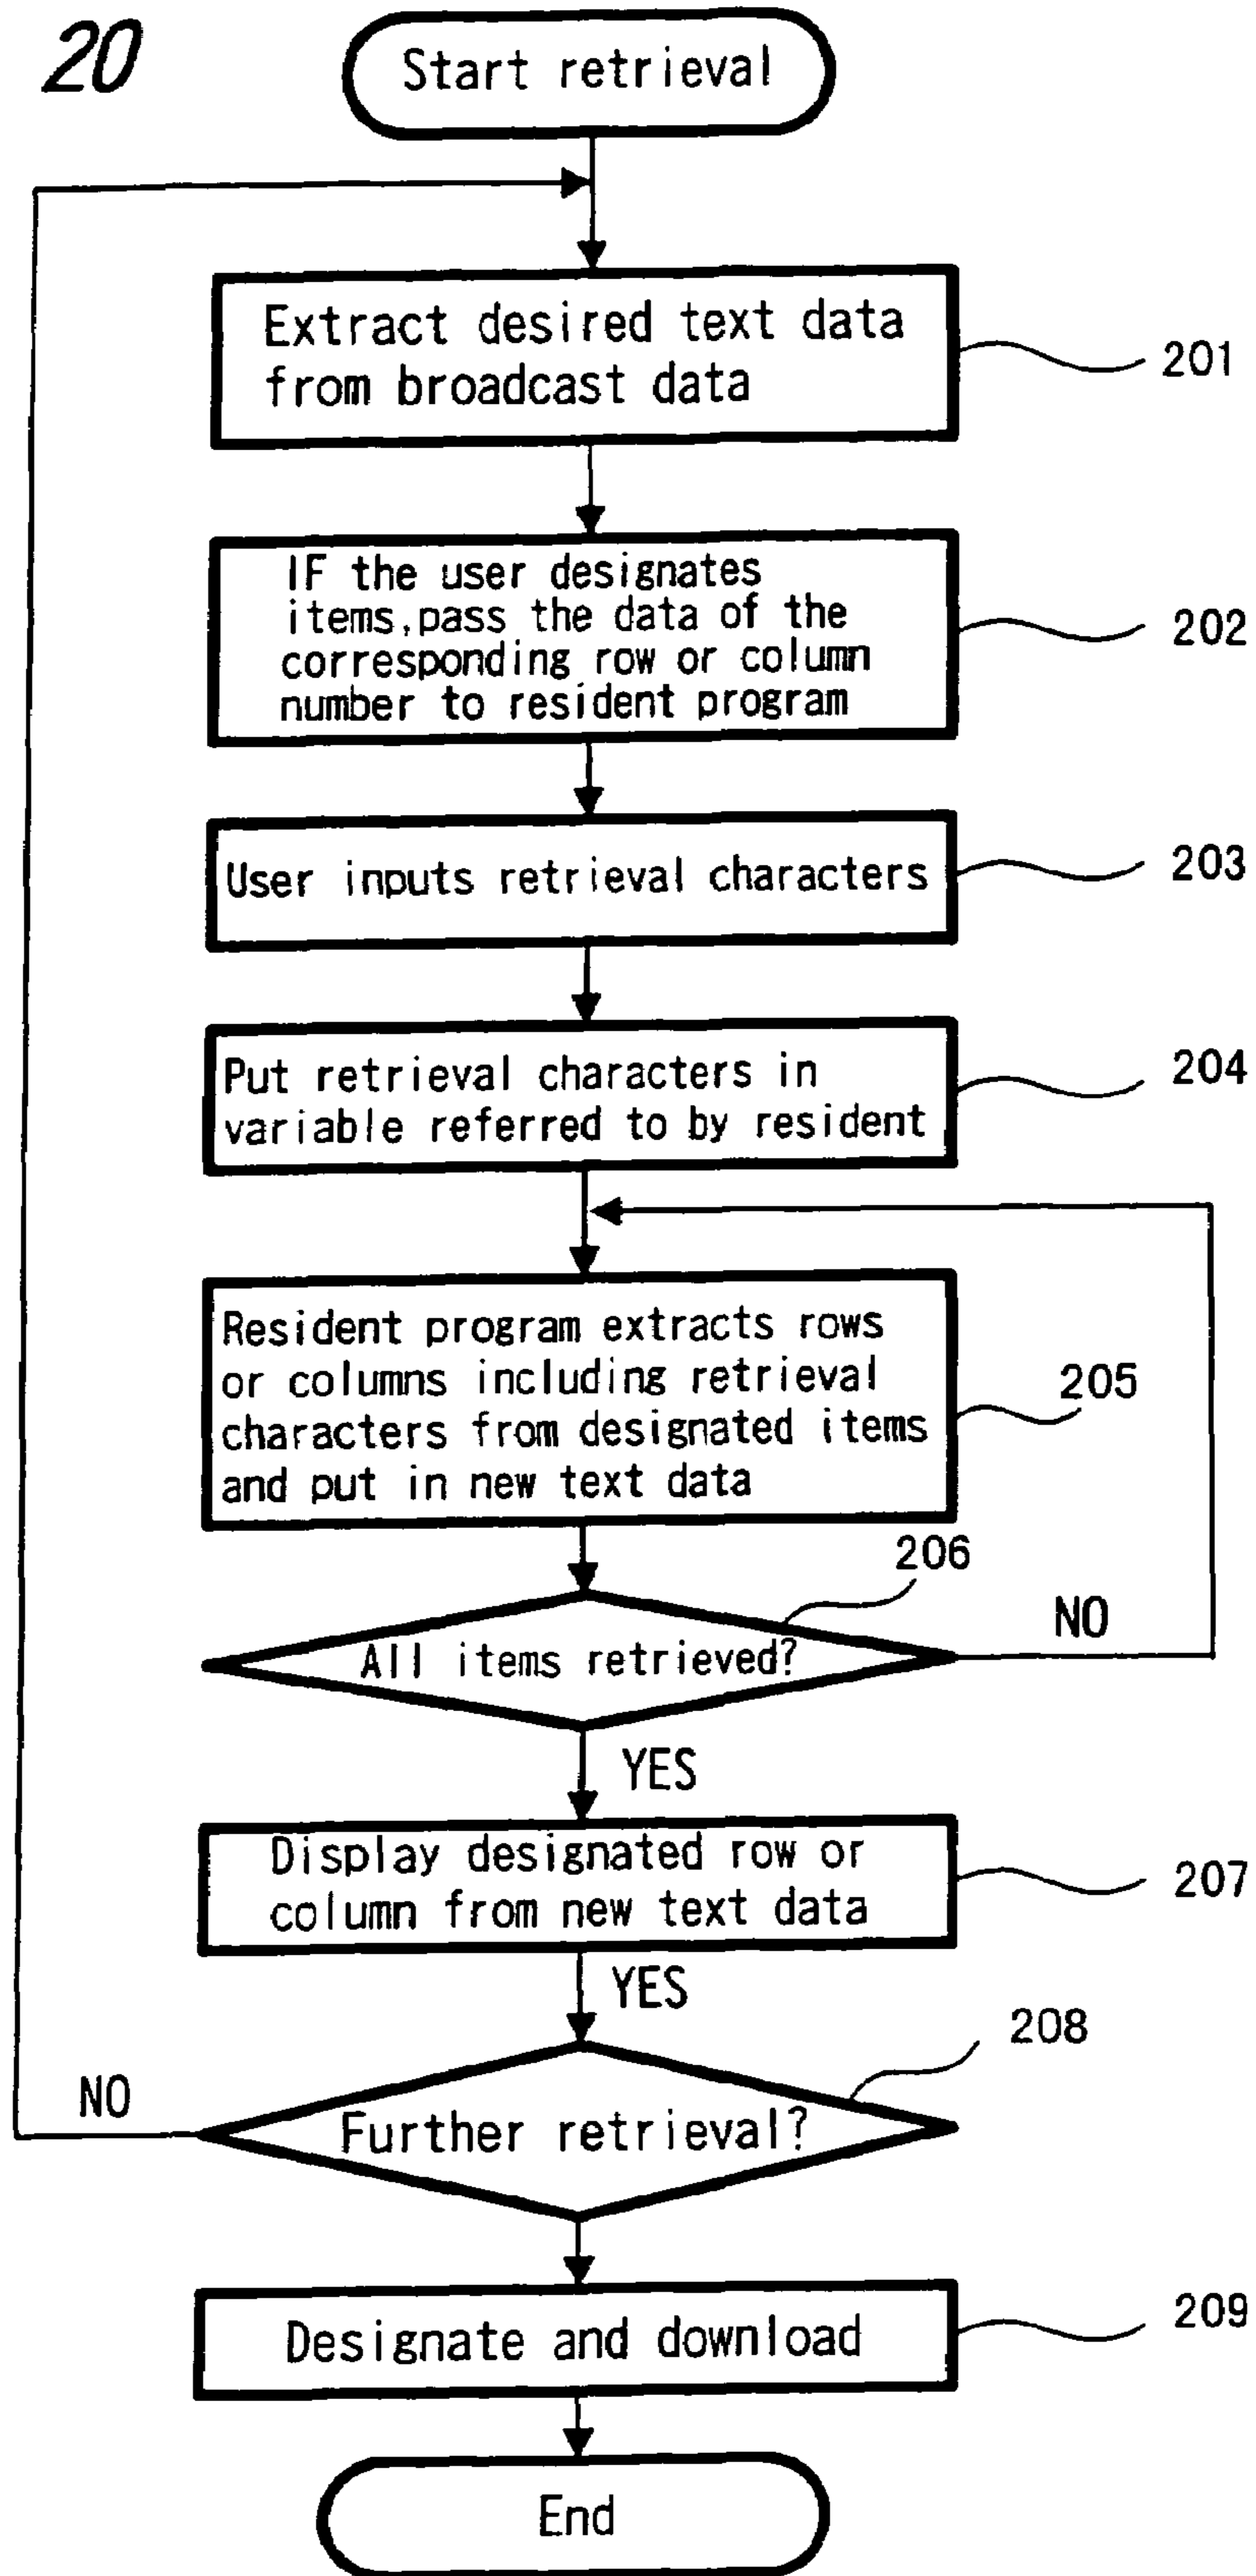 20
Start retrieval
Extract desired text data
from broadcast data
201
IF the user designates
items,pass the data of the
corresponding row or column
number to resident program
202
User inputs retrieval characters
203
Put retrieval characters in
variable referred to by resident
204
Resident program extracts rows
or columns including retrieval
characters from designated items
and put in new text data
205
206
All items retrieved?
NO
YES
Display designated row or
column from new text data
207
YES
208
NO
Further retrieval?
Designate and download
209
End